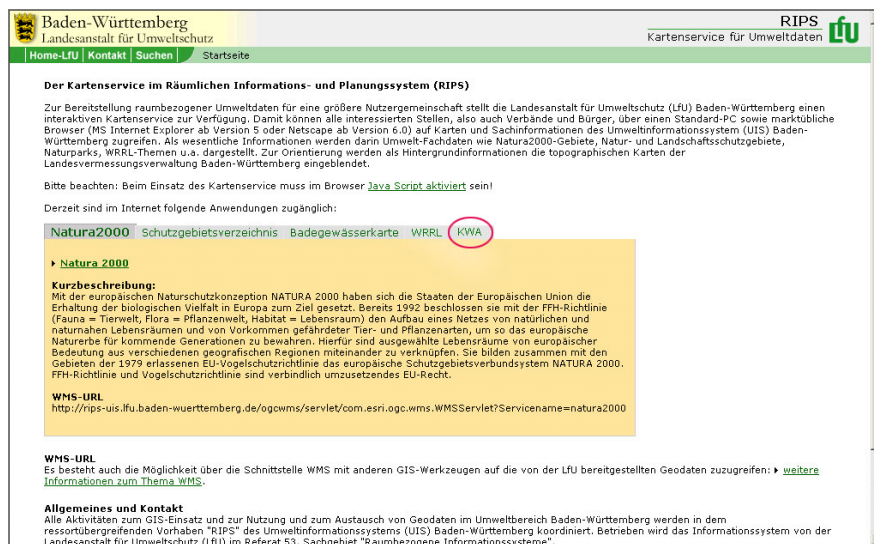 Baden-Württemberg
Landesanstalt für Umweltschutz
RIPS
Kartenservice für Umweltdaten
LfU
Home-LfU | Kontakt | Suchen | Startseite
Der Kartenservice im Räumlichen Informations- und Planungssystem (RIPS)
Zur Bereitstellung raumbezogener Umweltdaten für eine größere Nutzergemeinschaft stellt die Landesanstalt für Umweltschutz (LfU) Baden-Württemberg einen
interaktiven Kartenservice zur Verfügung. Damit können alle interessierten Stellen, also auch Verbände und Bürger, über einen Standard-PC sowie marktübliche
Browser (MS Internet Explorer ab Version 5 oder Netscape ab Version 6.0) auf Karten und Sachinformationen des Umweltinformationssystem (UIS) Baden-
Württemberg zugreifen. Als wesentliche Informationen werden darin Umwelt-Fachdaten wie Natura2000-Gebiete, Natur- und Landschaftsschutzgebiete,
Naturparks, WRRL-Themen u.a. dargestellt. Zur Orientierung werden als Hintergrundinformationen die topographischen Karten der
Landesvermessungsverwaltung Baden-Württemberg eingeblendet.
Bitte beachten: Beim Einsatz des Kartenservice muss im Browser Java Script aktiviert sein!
Derzeit sind im Internet folgende Anwendungen zugänglich:
Natura2000 Schutzgebietsverzeichnis Badegewässerkarte WRRL KWA
Natura 2000
Kurzbeschreibung:
Mit der europäischen Naturschutzkonzeption NATURA 2000 haben sich die Staaten der Europäischen Union die
Erhaltung der biologischen Vielfalt in Europa zum Ziel gesetzt. Bereits 1992 beschlossen sie mit der FFH-Richtlinie
(Fauna = Tierwelt, Flora = Pflanzenwelt, Habitat = Lebensraum) den Aufbau eines Netzes von natürlichen und
naturnahen Lebensräumen und von Vorkommen gefährdeter Tier- und Pflanzenarten, um so das europäische
Naturerbe für kommende Generationen zu bewahren. Hierfür sind ausgewählte Lebensräume von europäischer
Bedeutung aus verschiedenen geografischen Regionen miteinander zu verknüpfen. Sie bilden zusammen mit den
Gebieten der 1979 erlassenen EU-Vogelschutzrichtlinie das europäische Schutzgebietsverbundsystem NATURA 2000.
FFH-Richtlinie und Vogelschutzrichtlinie sind verbindlich umzusetzendes EU-Recht.
WMS-URL
http://rips-uis.lfu.baden-wuerttemberg.de/ogcwms/servlet/com.esri.ogc.wms.WMSServlet?Servicename=natura2000
WMS-URL
Es besteht auch die Möglichkeit über die Schnittstelle WMS mit anderen GIS-Werkzeugen auf die von der LfU bereitgestellten Geodaten zuzugreifen: weitere
Informationen zum Thema WMS.
Allgemeines und Kontakt
Alle Aktivitäten zum GIS-Einsatz und zur Nutzung und zum Austausch von Geodaten im Umweltbereich Baden-Württemberg werden in dem
ressortübergreifenden Vorhaben "RIPS" des Umweltinformationssystems (UIS) Baden-Württemberg koordiniert. Betrieben wird das Informationssystem von der
Landesanstalt für Umweltschutz (LfU) im Referat 53, Sachgebiet "Raumbezogene Informationssysteme".